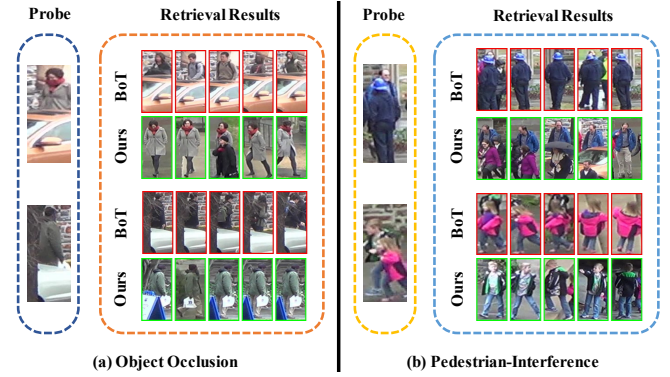 Probe
Retrieval Results
BoT
Ours
BoT
Ours
(a) Object Occlusion
Probe
Retrieval Results
BoT
Ours
BoT
Ours
(b) Pedestrian-Interference